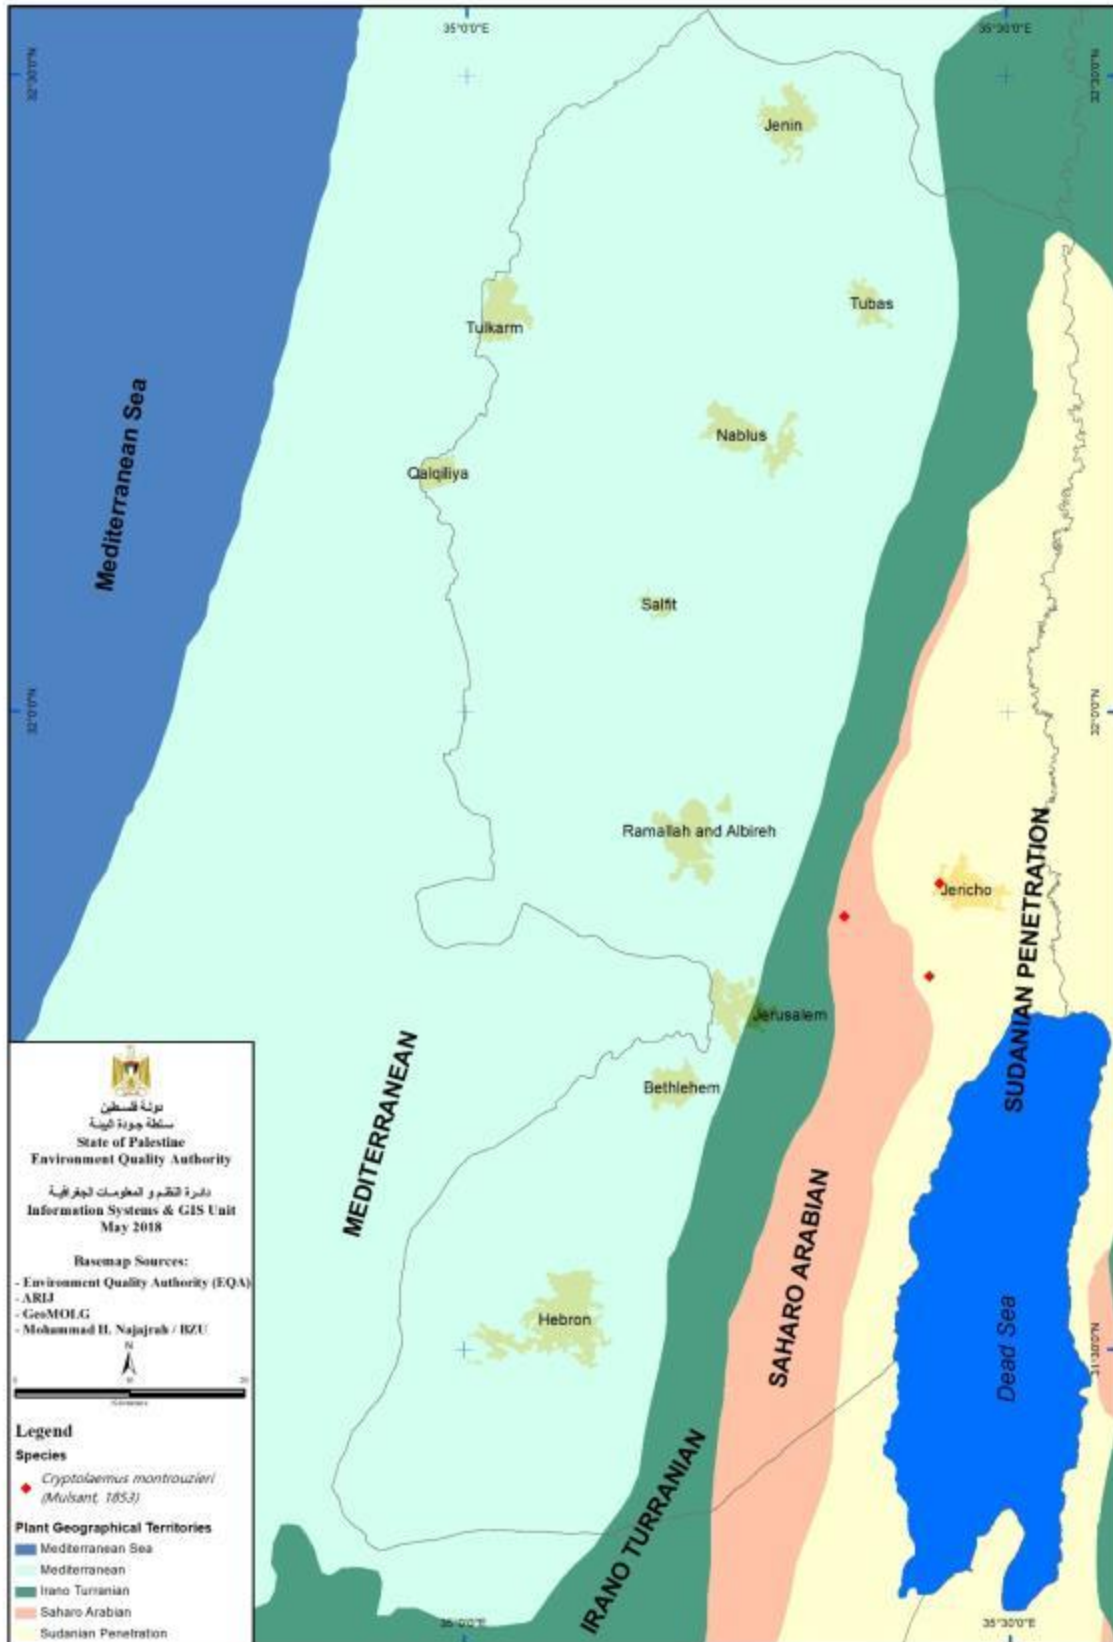 35°0'0"E
35°30'0"E
32°30'0"N
32°30'0"N
Jenin
Tubas
Tulkarm
Mediterranean Sea
Nablus
Qalqiliya
Salfit
32°0'0"N
32°0'0"N
Ramallah and Albireh
Jericho
SUDANIAN PENETRATION
Jerusalem
Bethlehem
MEDITERRANEAN
SAHARO ARABIAN
Hebron
Dead Sea
31°30'0"N
IRANO TURRANIAN
35°0'0"E
35°30'0"E
دولة فلسطين
سلطة جودة البيئة
State of Palestine
Environment Quality Authority
دائرة النظم و المعلومات الجغرافية
Information Systems & GIS Unit
May 2018
Basemap Sources:
- Environment Quality Authority (EQA)
- ARIJ
- GeoMOLG
- Mohammad H. Najajrah / BZU
N
0 10 20
Kilometers
Legend
Species
Cryptolaemus montrouzieri
(Mulsant, 1853)
Plant Geographical Territories
Mediterranean Sea
Mediterranean
Irano Turranian
Saharo Arabian
Sudanian Penetration